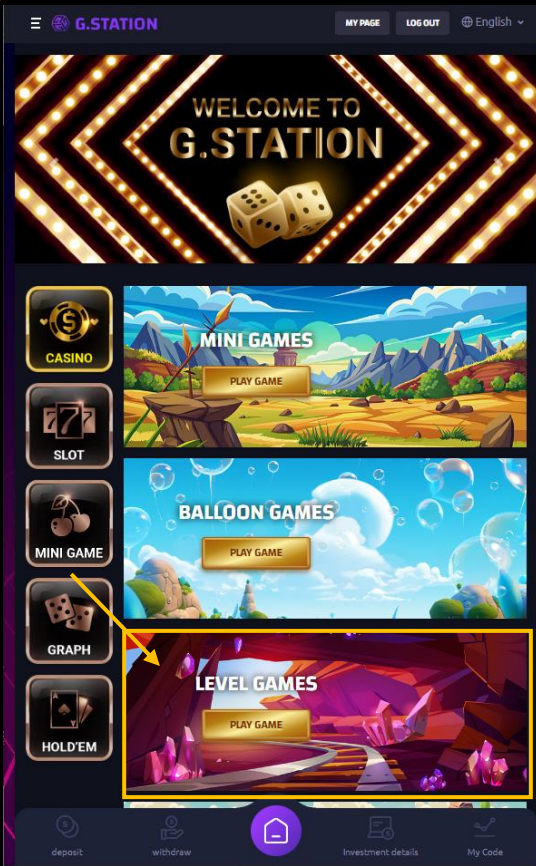 G.STATION
MY PAGE
LOG OUT
English
WELCOME TO
G.STATION
CASINO
MINI GAMES
PLAY GAME
777
SLOT
BALLOON GAMES
MINI GAME
PLAY GAME
GRAPH
LEVEL GAMES
PLAY GAME
HOLD'EM
deposit
withdraw
Investment details
My Code